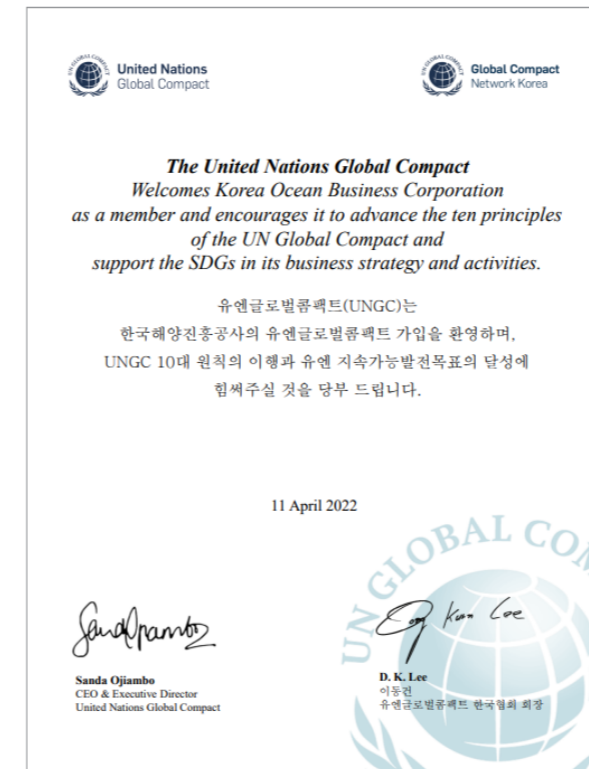 United Nations
Global Compact
Global Compact
Network Korea
The United Nations Global Compact
Welcomes Korea Ocean Business Corporation
as a member and encourages it to advance the ten principles
of the UN Global Compact and
support the SDGs in its business strategy and activities.
유엔글로벌콤팩트(UNGC)는
한국해양진흥공사의 유엔글로벌콤팩트 가입을 환영하며,
UNGC 10대 원칙의 이행과 유엔 지속가능발전목표의 달성에
힘써주실 것을 당부 드립니다.
11 April 2022
UN GLOBAL COM
Sanda Ojiambo
CEO & Executive Director
United Nations Global Compact
D. K. Lee
이동건
유엔글로벌콤팩트 한국협회 회장